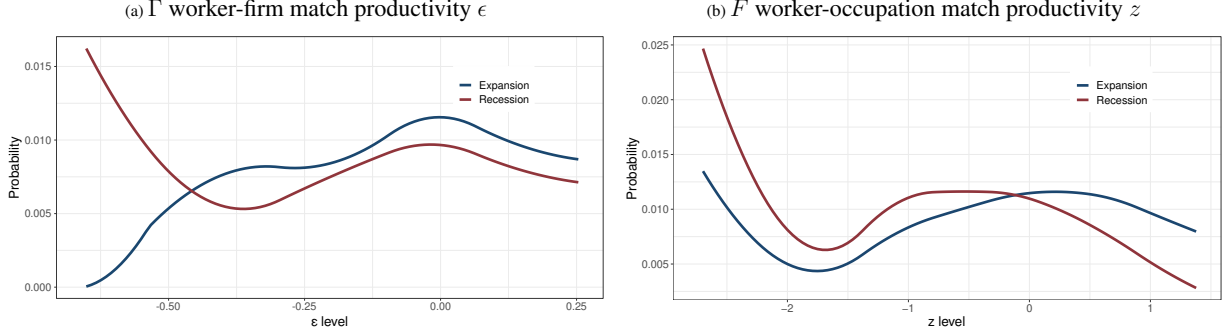 (a) Γ worker-firm match productivity ϵ
Probability
0.015
0.010
0.005
0.000
Expansion
Recession
-0.50
-0.25
0.00
0.25
ε level
(b) F worker-occupation match productivity z
Probability
0.025
0.020
0.015
0.010
0.005
Expansion
Recession
−2
−1
0
1
z level